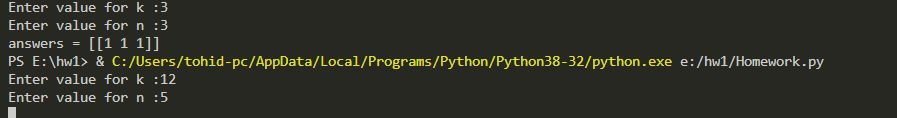 Enter value for k :3
Enter value for n :3
answers = [[1 1 1]]
PS E:\hw1> & C:/Users/tohid-pc/AppData/Local/Programs/Python/Python38-32/python.exe e:/hw1/Homework.py
Enter value for k :12
Enter value for n :5